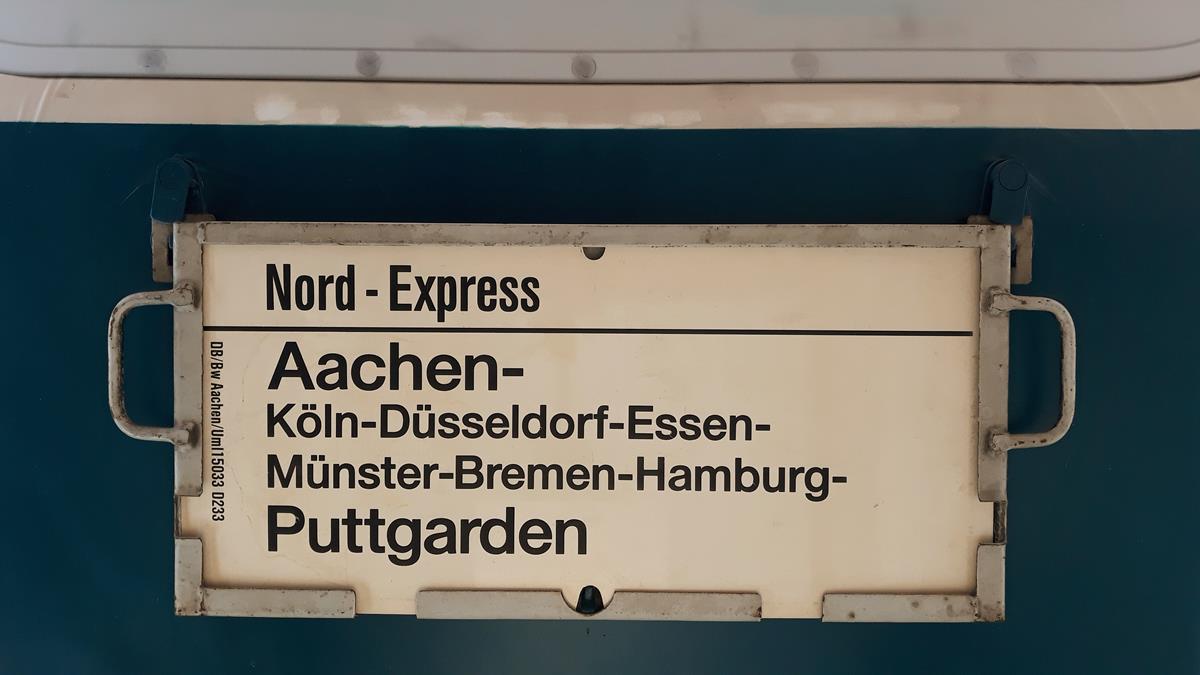 Nord - Express
Aachen-
Köln-Düsseldorf-Essen-
Münster-Bremen-Hamburg-
Puttgarden
DB/Bw Aachen/Uml15033 D233